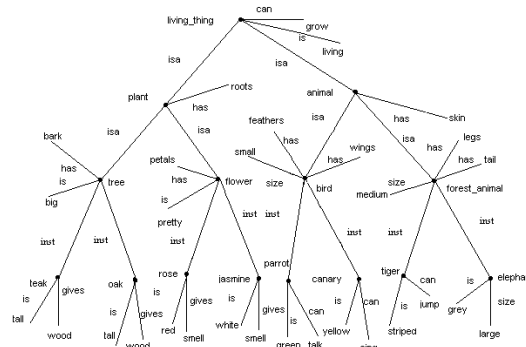 can
living_thing
grow
is
living
isa
isa
plant
roots
animal
has
feathers
has
skin
isa
isa
isa
isa
bark
has
legs
has
petals
small
has
wings
has
tail
has
is
tree
has
flower
size
bird
size
medium
forest_animal
big
is
pretty
inst
inst
inst
inst
inst
inst
inst
inst
parrot
teak
oak
rose
jasmine
canary
tiger
can
is
elepha
is
gives
is
gives
is
gives
is
gives
is
can
is
can
is
jump
grey
size
tall
wood
tall
wood
red
smell
white
smell
green
talk
yellow
striped
large